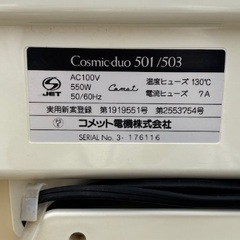 Cosmic·duo 501/503
JET
AC100V
550W
50/60Hz
Comet
温度ヒューズ 130℃
電流ヒューズ 7A
実用新案登録 第1919551号 第2553754号
コメット電機株式会社
SERIAL No. 3- 176116